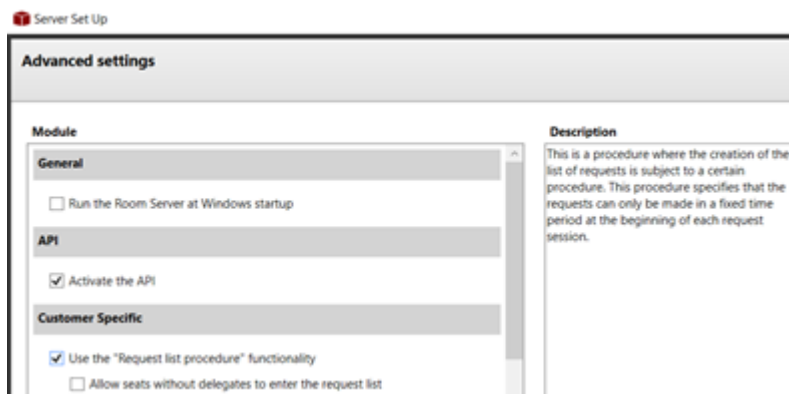 Server Set Up
Advanced settings
Module
Description
General
This is a procedure where the creation of the
list of requests is subject to a certain
procedure. This procedure specifies that the
requests can only be made in a fixed time
period at the beginning of each request
session.
Run the Room Server at Windows startup
API
Activate the API
Customer Specific
Use the "Request list procedure" functionality
Allow seats without delegates to enter the request list